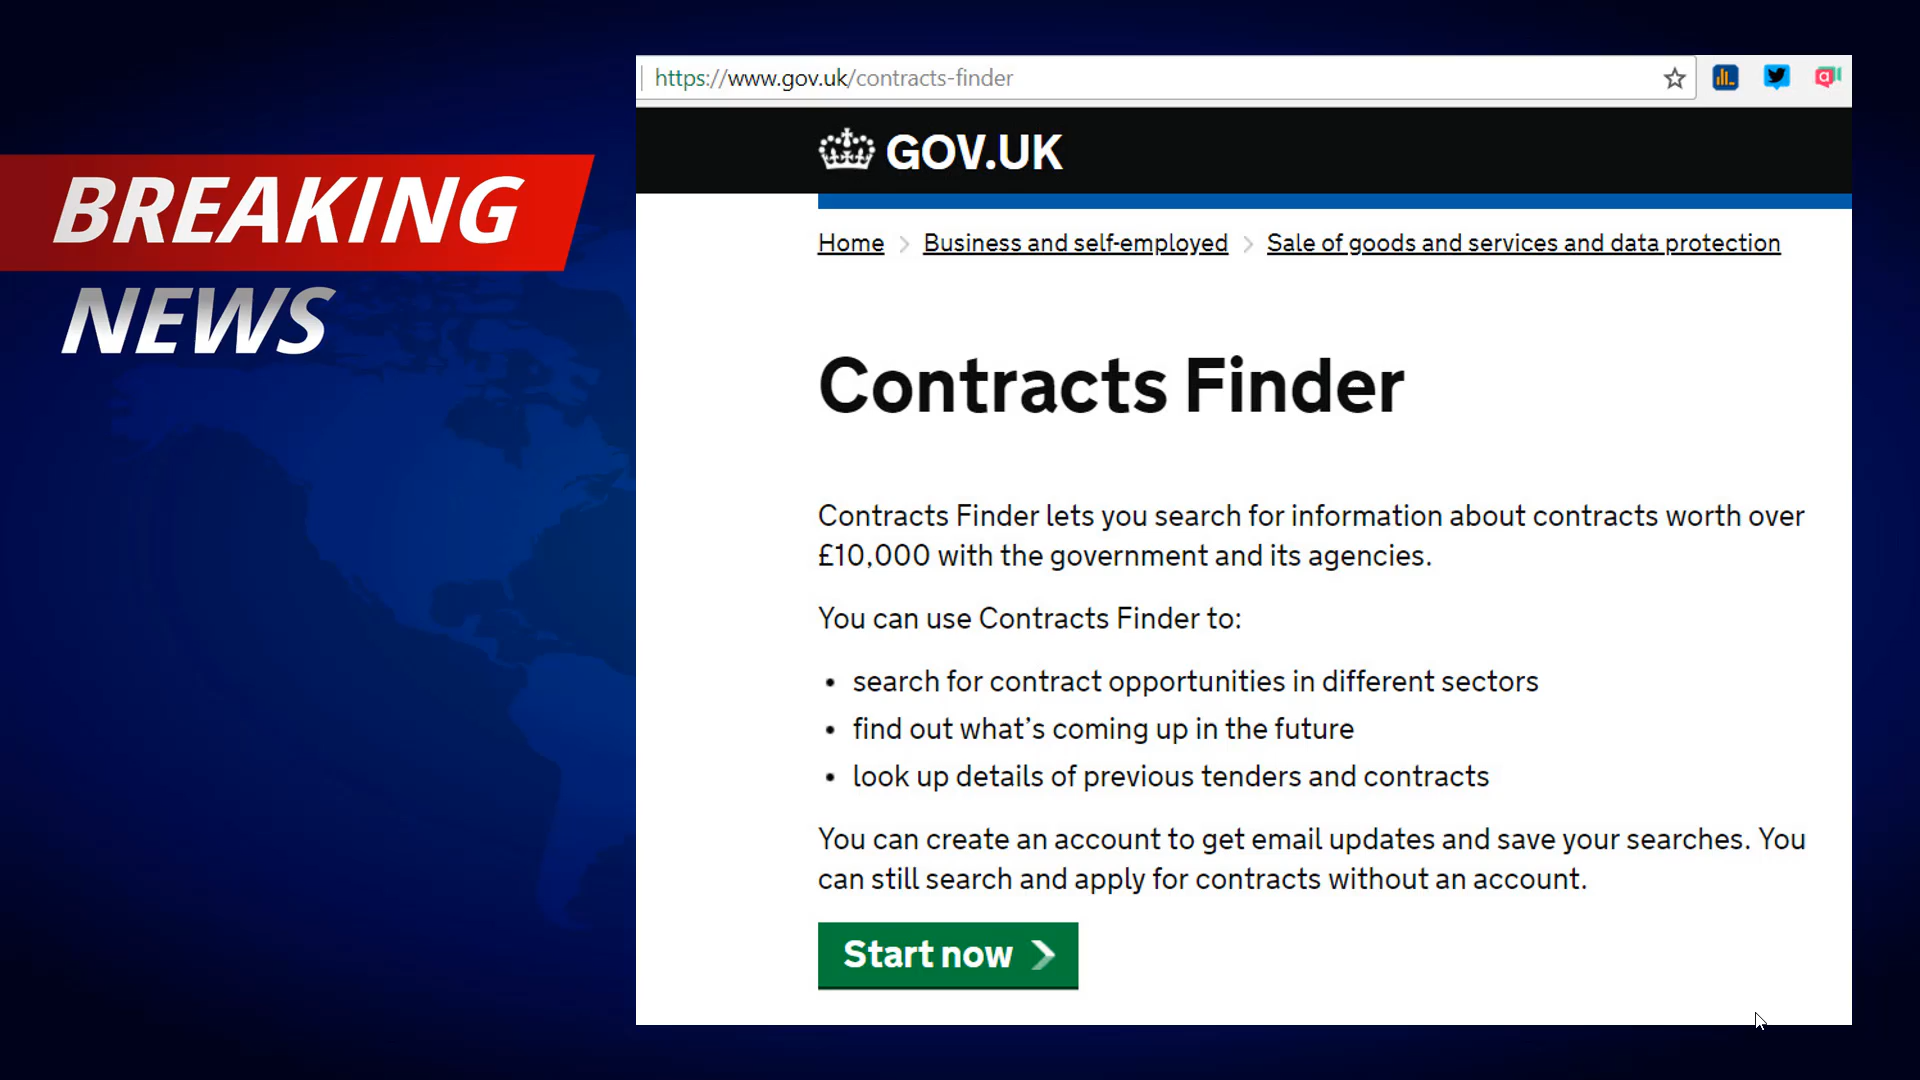 BREAKING
NEWS
https://www.gov.uk/contracts-finder
GOV.UK
Home > Business and self-employed > Sale of goods and services and data protection
Contracts Finder
Contracts Finder lets you search for information about contracts worth over
£10,000 with the government and its agencies.
You can use Contracts Finder to:
• search for contract opportunities in different sectors
• find out what’s coming up in the future
• look up details of previous tenders and contracts
You can create an account to get email updates and save your searches. You
can still search and apply for contracts without an account.
Start now